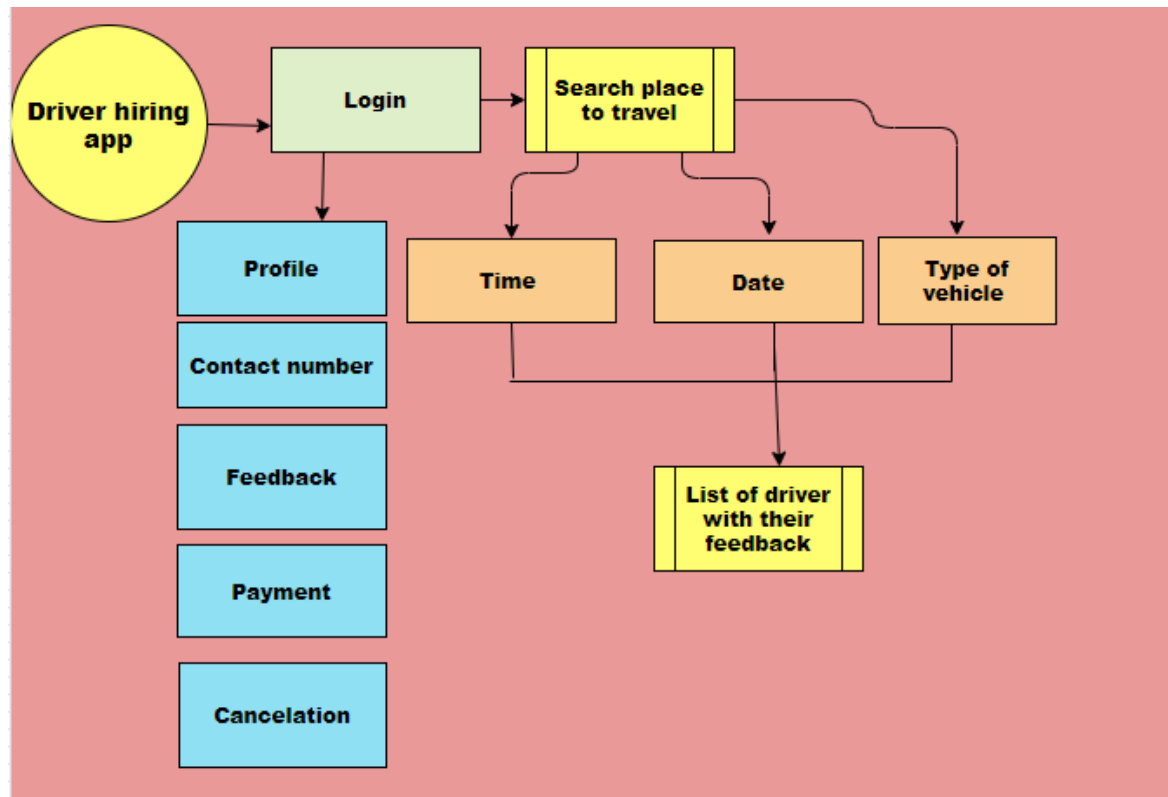 Driver hiring
app
Login
Search place
to travel
Profile
Time
Date
Type of
vehicle
Contact number
Feedback
List of driver
with their
feedback
Payment
Cancelation